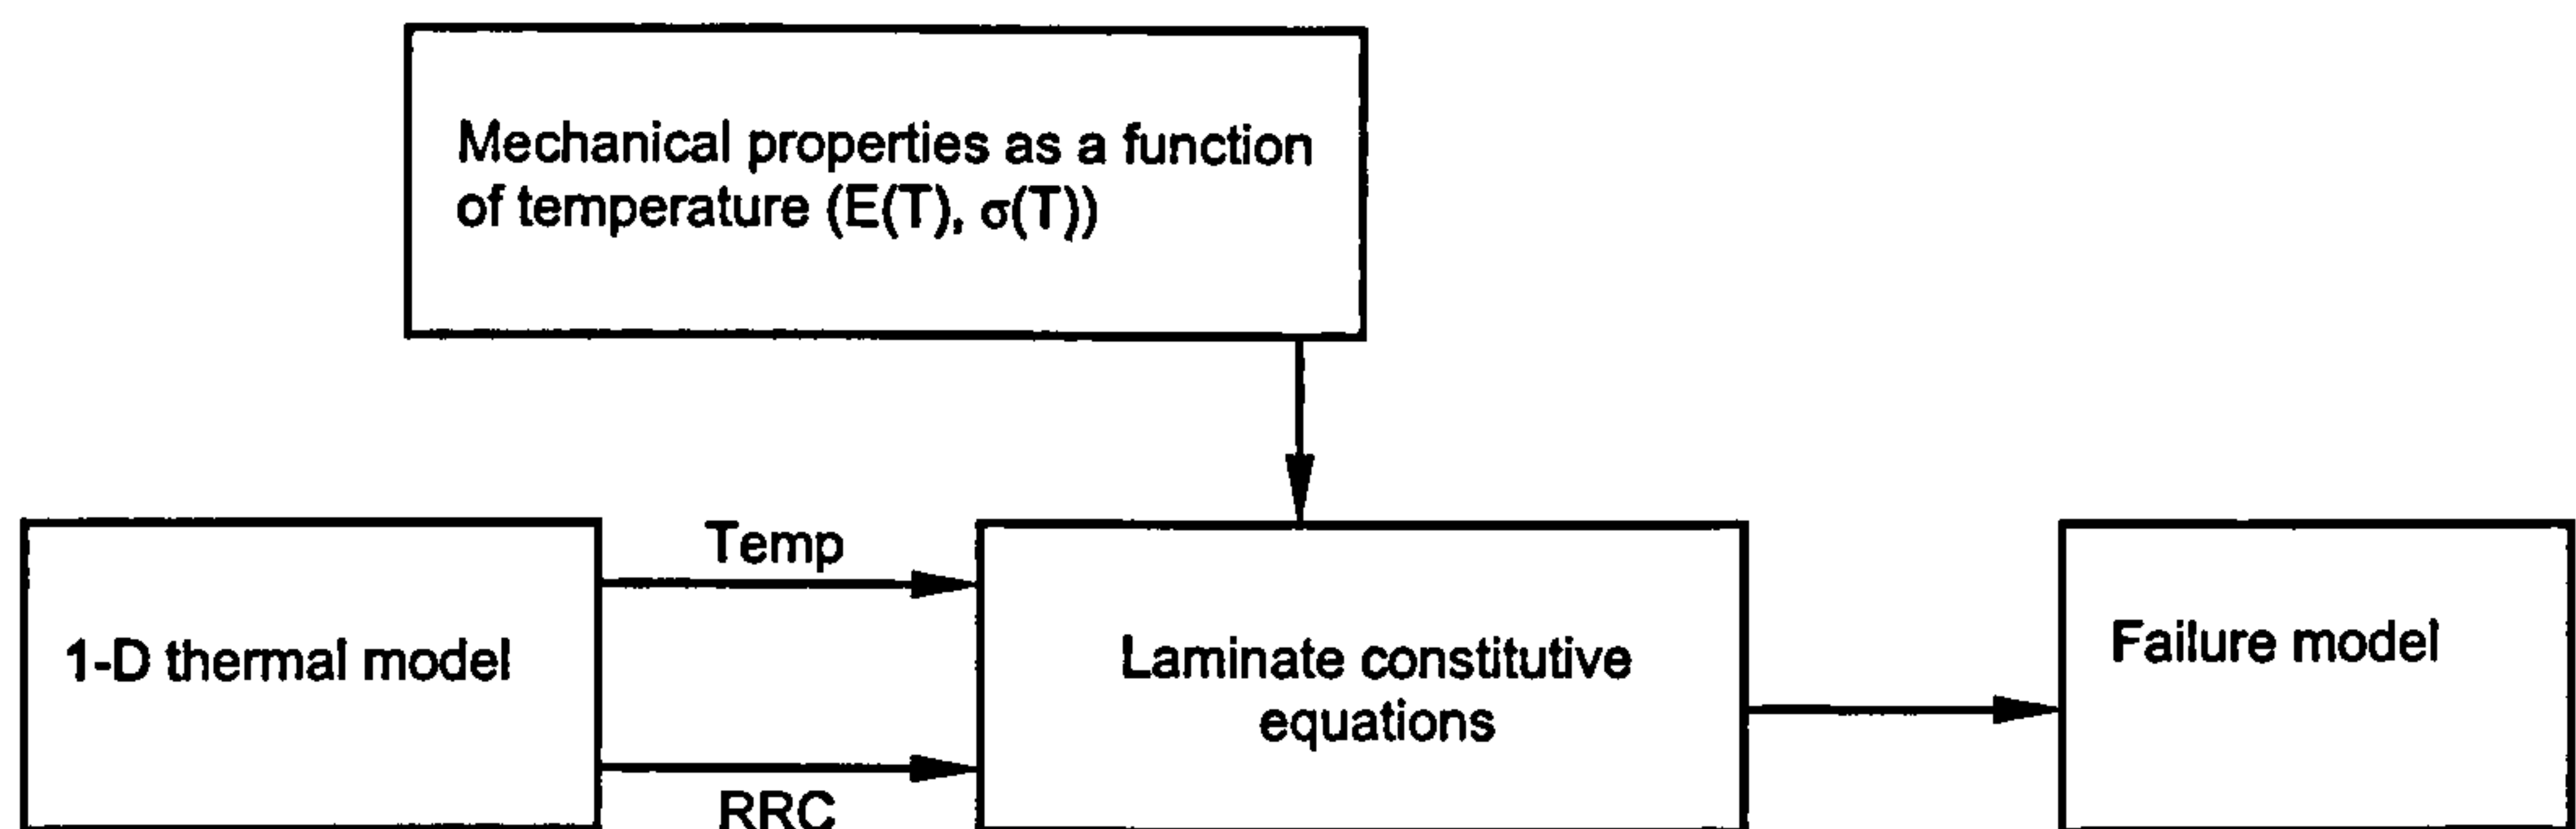 Mechanical properties as a function
of temperature (E(T), σ(T))
Temp
1-D thermal model
RRC
Laminate constitutive
equations
Failure model